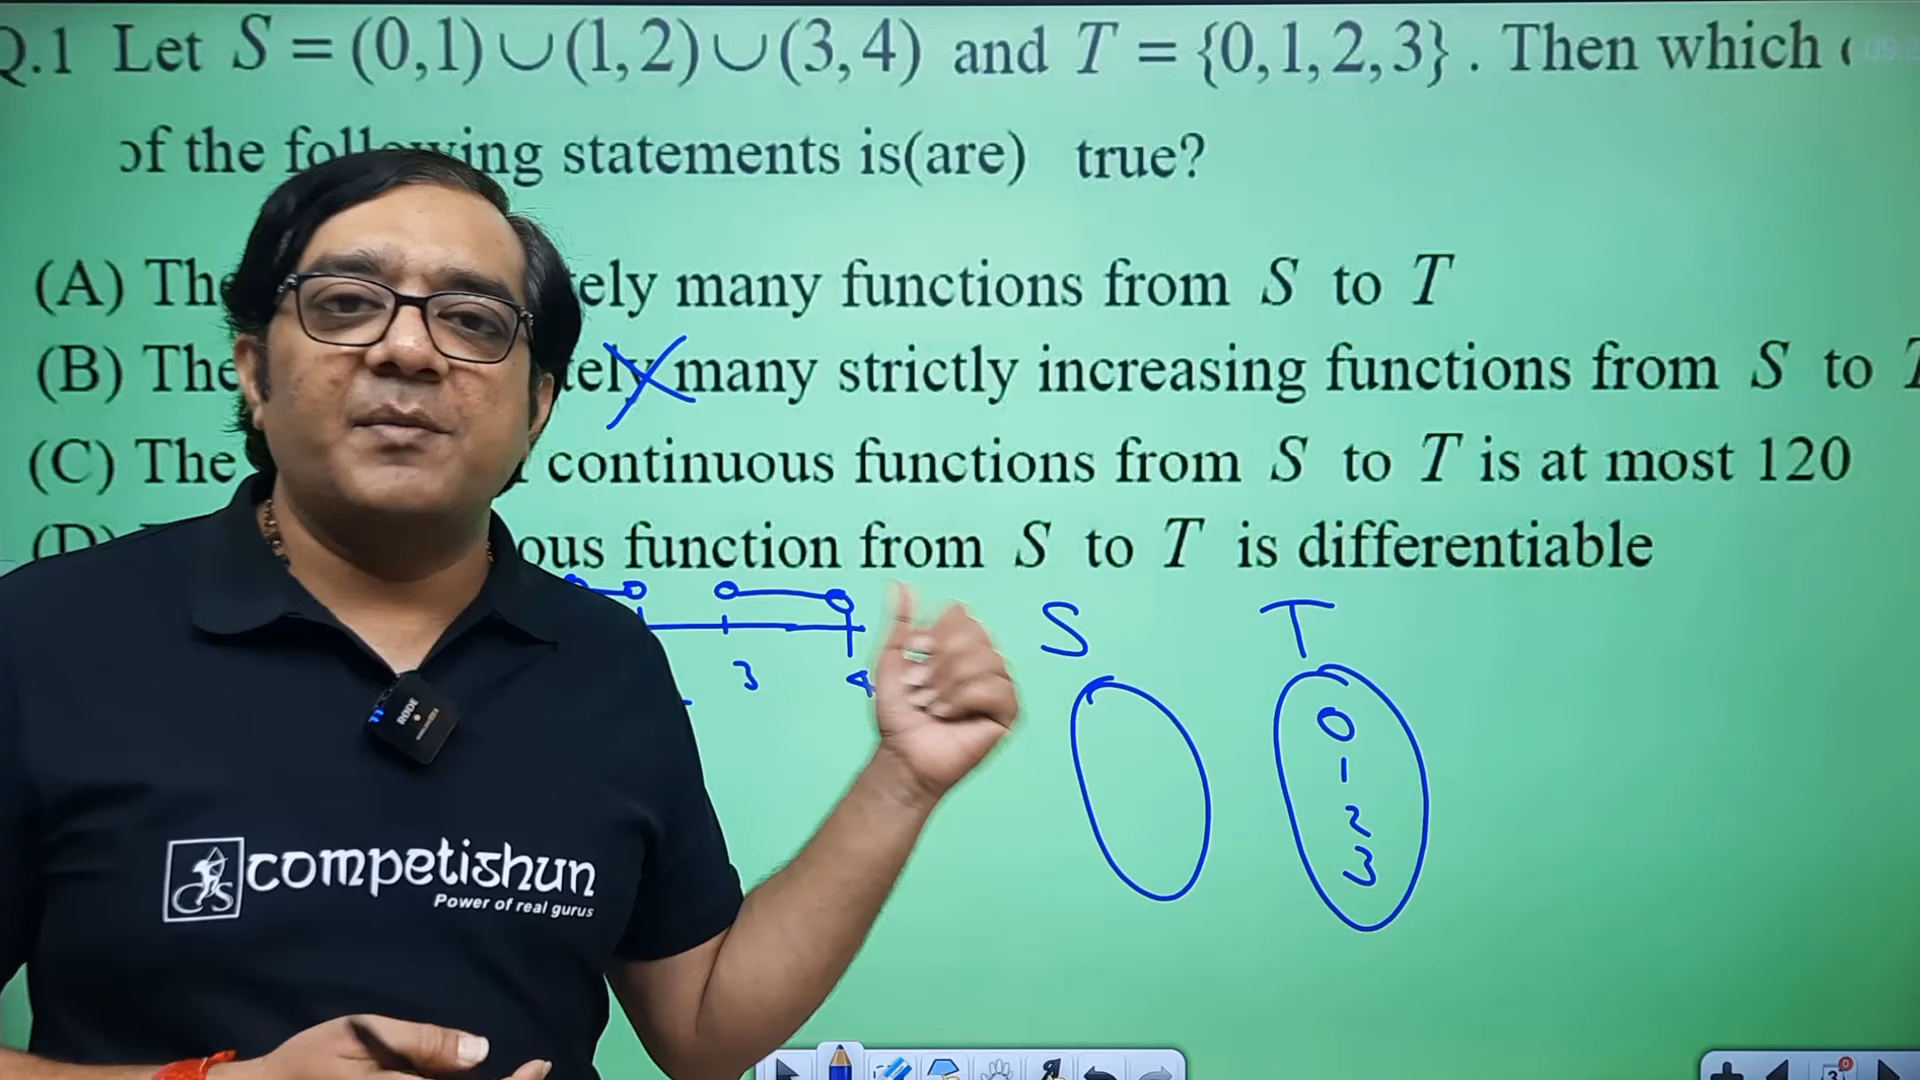 Q.1 Let S = (0,1) ∪ (1,2) ∪ (3,4) and T = {0,1,2,3}. Then which
of the following statements is(are) true?
(A) The ely many functions from S to T
(B) The tely many strictly increasing functions from S to T
(C) The continuous functions from S to T is at most 120
(D) ous function from S to T is differentiable
3 4
S T
0
1
2
3
RODE
competishun
Power of real gurus
CS